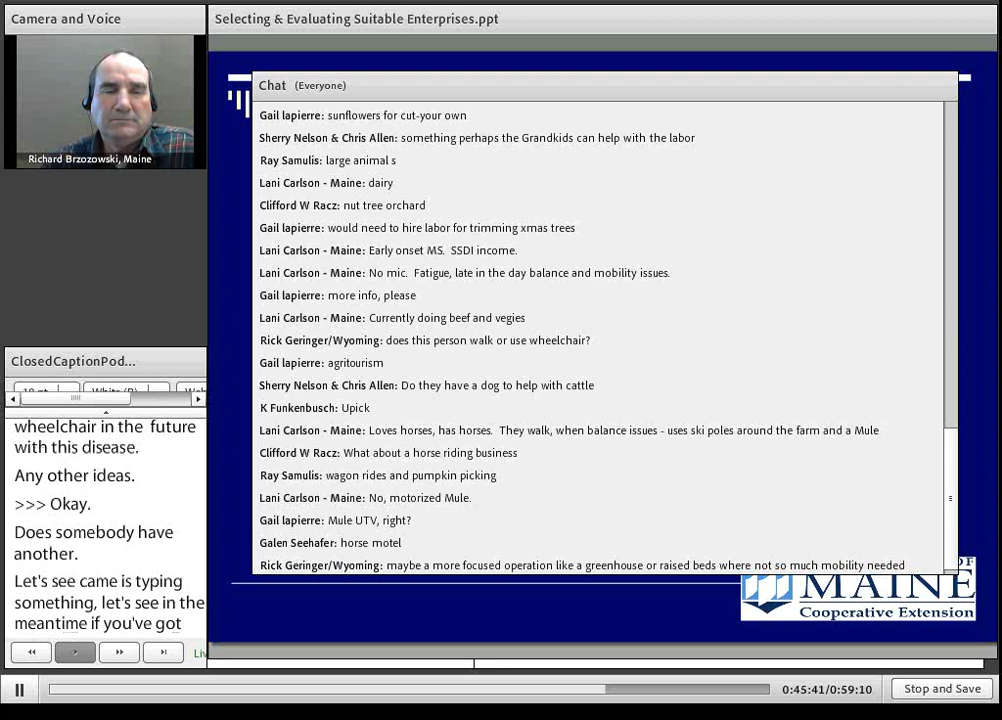 Camera and Voice
Selecting & Evaluating Suitable Enterprises.ppt
Richard Brzozowski, Maine
Chat (Everyone)
Gail lapierre: sunflowers for cut-your own
Sherry Nelson & Chris Allen: something perhaps the Grandkids can help with the labor
Ray Samulis: large animal s
Lani Carlson - Maine: dairy
Clifford W Racz: nut tree orchard
Gail lapierre: would need to hire labor for trimming xmas trees
Lani Carlson - Maine: Early onset MS. SSDI income.
Lani Carlson - Maine: No mic. Fatigue, late in the day balance and mobility issues.
Gail lapierre: more info, please
Lani Carlson - Maine: Currently doing beef and vegies
Rick Geringer/Wyoming: does this person walk or use wheelchair?
Gail lapierre: agritourism
Sherry Nelson & Chris Allen: Do they have a dog to help with cattle
K Funkenbusch: Upick
Lani Carlson - Maine: Loves horses, has horses. They walk, when balance issues - uses ski poles around the farm and a Mule
Clifford W Racz: What about a horse riding business
Ray Samulis: wagon rides and pumpkin picking
Lani Carlson - Maine: No, motorized Mule.
Gail lapierre: Mule UTV, right?
Galen Seehafer: horse motel
Rick Geringer/Wyoming: maybe a more focused operation like a greenhouse or raised beds where not so much mobility needed
OF
MAINE
Cooperative Extension
ClosedCaptionPod...
wheelchair in the future
with this disease.
Any other ideas.
>>> Okay.
Does somebody have
another.
Let's see came is typing
something, let's see in the
meantime if you've got
0:45:41/0:59:10
Stop and Save